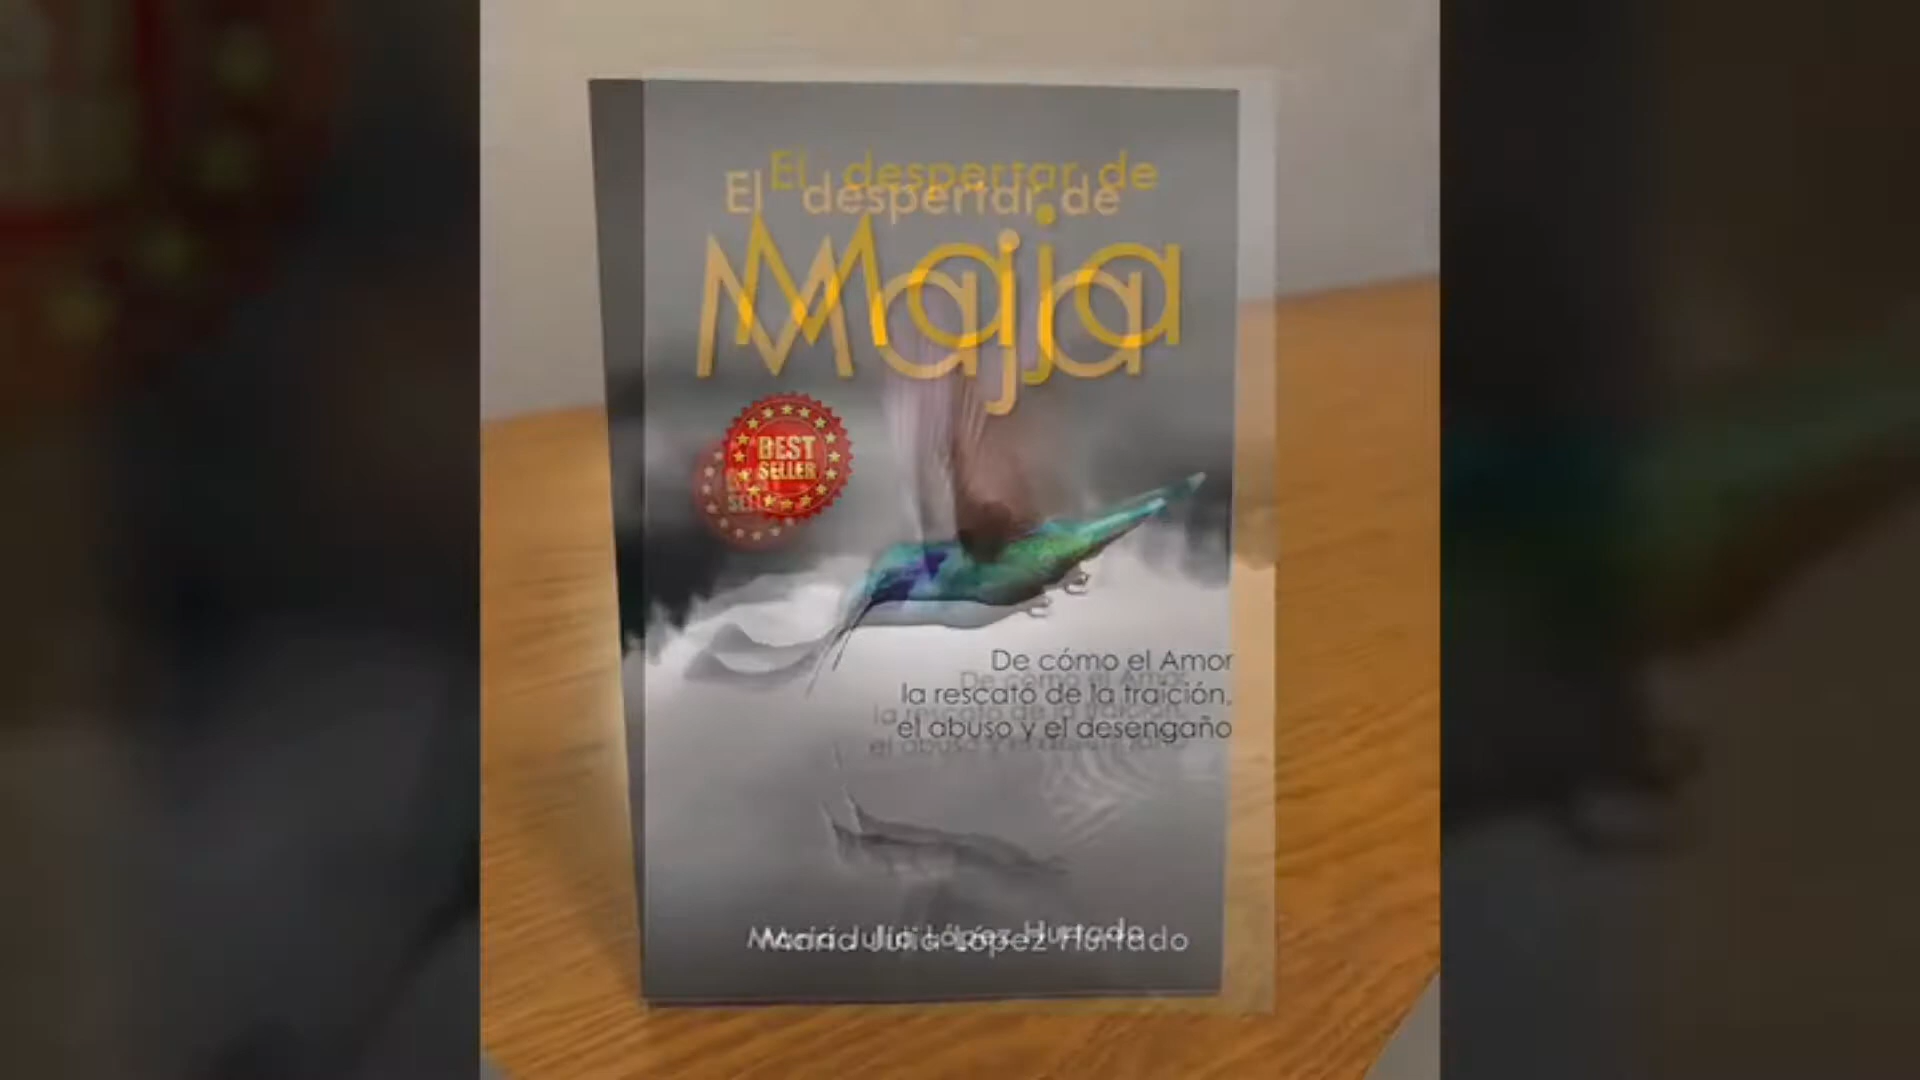 El despertar de
Maja
BEST
SELLER
De cómo el Amor
la rescató de la traición,
el abuso y el desengaño
María Julia López Hurtado